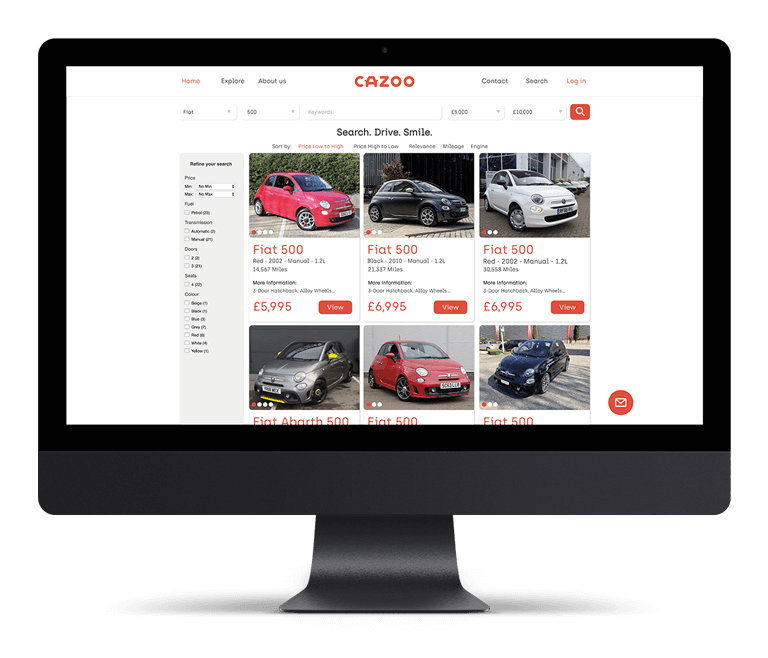 Home Explore About us CAZOO Contact Search Log in
Fiat 500 Keywords £5,000 £10,000
Search. Drive. Smile.
Sort by: Price Low to High Price High to Low Relevance Mileage Engine
Refine your search
Price
Min: No Min
Max: No Max
Fuel
Petrol (23)
Transmission
Automatic (2)
Manual (21)
Doors
2 (2)
3 (21)
Seats
4 (23)
Colour
Beige (1)
Black (1)
Blue (3)
Grey (7)
Red (6)
White (4)
Yellow (1)
Fiat 500
Red - 2002 - Manual - 1.2L
14,567 Miles
More Information:
3-Door Hatchback, Alloy Wheels...
£5,995 View
Fiat 500
Black - 2010 - Manual - 1.2L
21,337 Miles
More Information:
3-Door Hatchback, Alloy Wheels...
£6,995 View
Fiat 500
Red - 2002 - Manual - 1.2L
30,558 Miles
More Information:
3-Door Hatchback, Alloy Wheels...
£6,995 View
Fiat Abarth 500
Fiat 500
Fiat 500